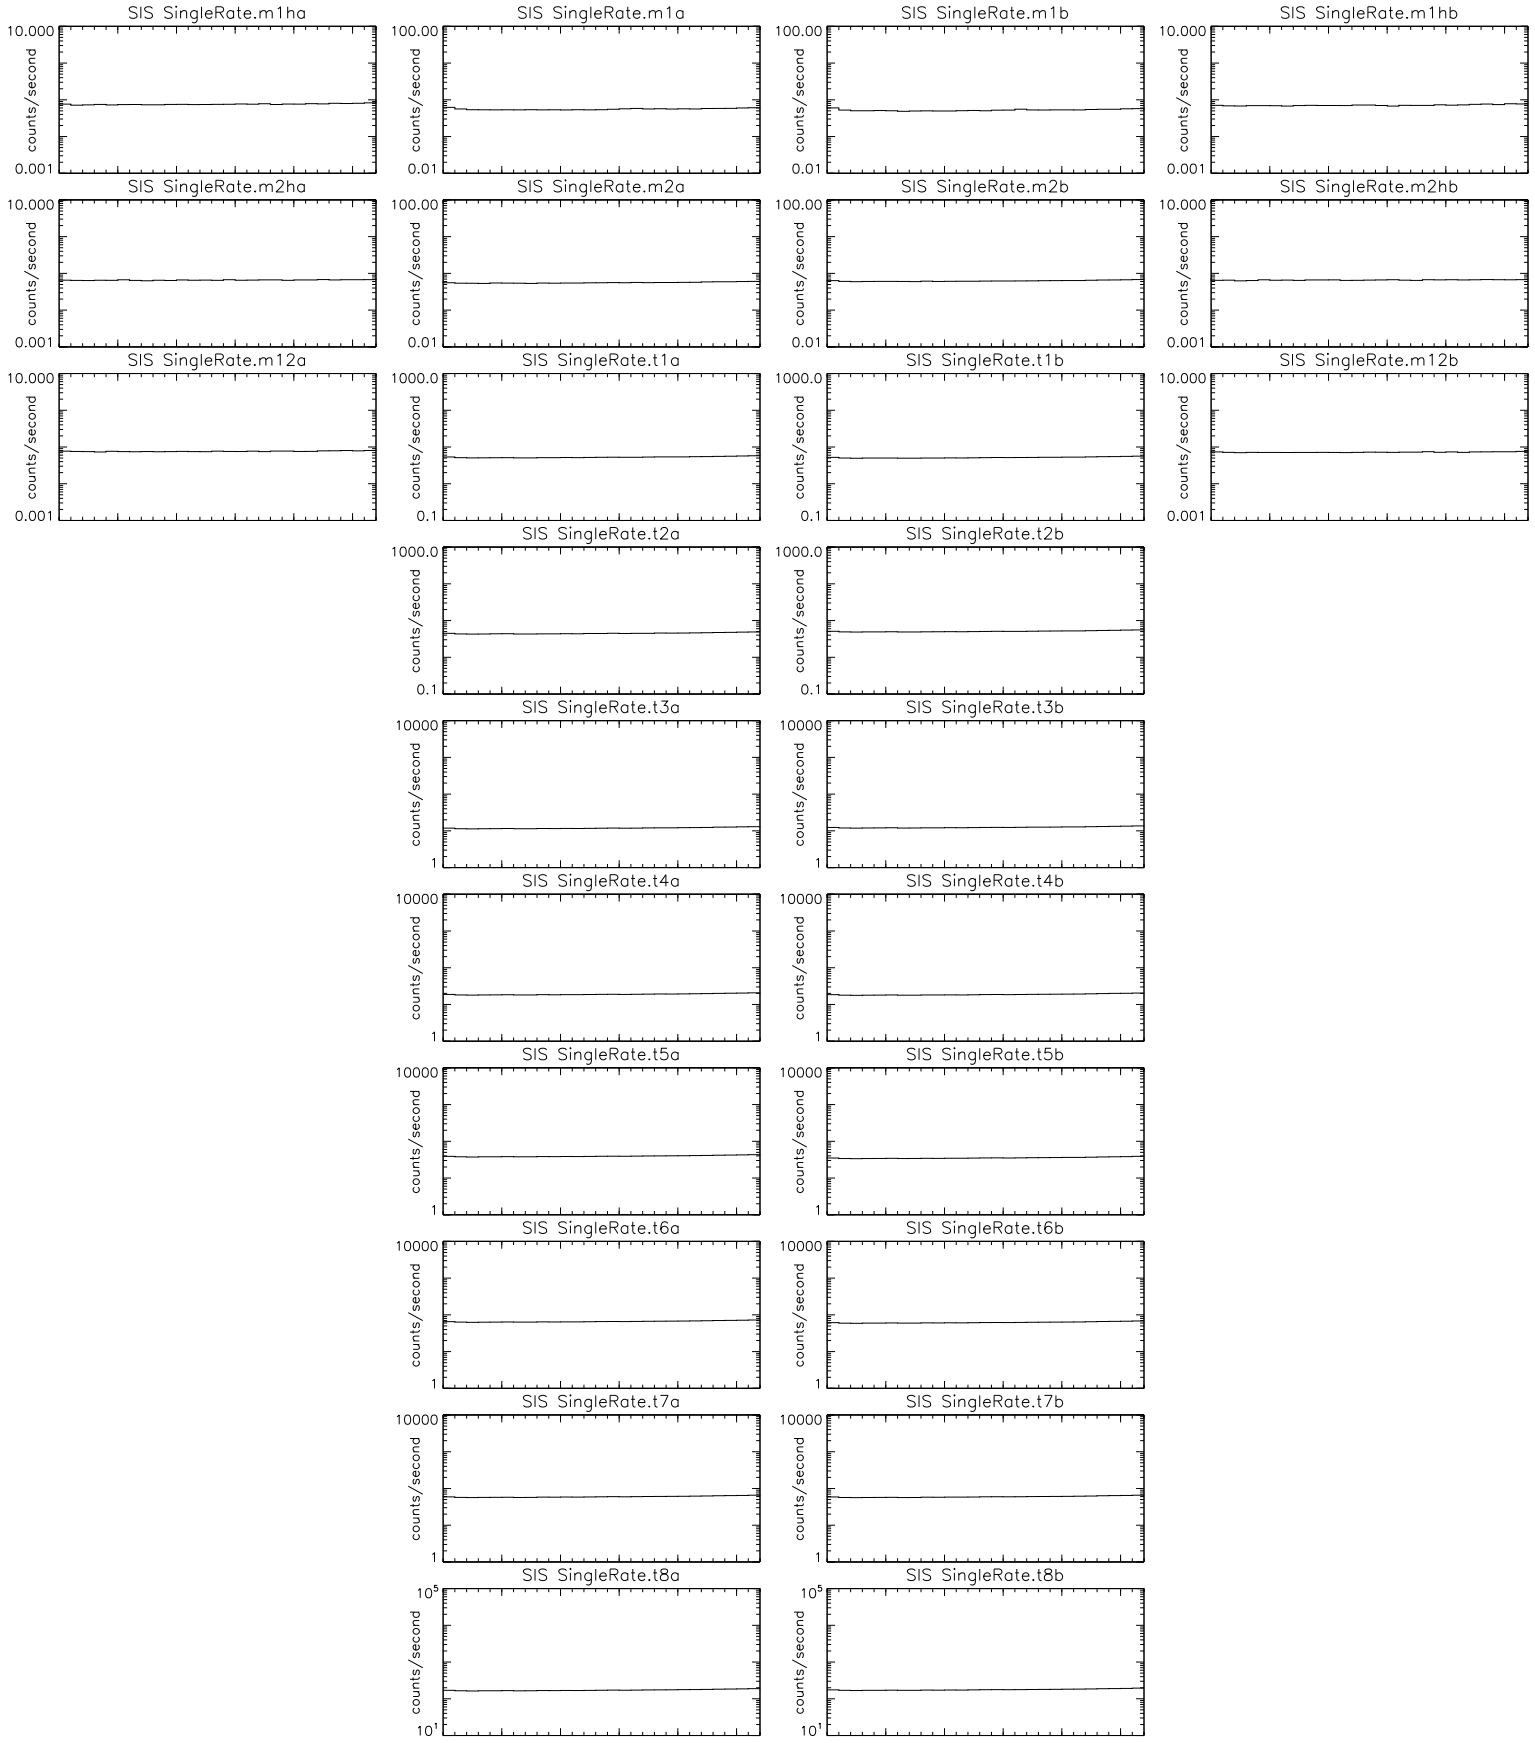 SIS SingleRate.m1ha
10.000
counts/second
0.001
SIS SingleRate.m1a
100.00
counts/second
0.01
SIS SingleRate.m1b
100.00
counts/second
0.01
SIS SingleRate.m1hb
10.000
counts/second
0.001
SIS SingleRate.m2ha
10.000
counts/second
0.001
SIS SingleRate.m2a
100.00
counts/second
0.01
SIS SingleRate.m2b
100.00
counts/second
0.01
SIS SingleRate.m2hb
10.000
counts/second
0.001
SIS SingleRate.m12a
10.000
counts/second
0.001
SIS SingleRate.t1a
1000.0
counts/second
0.1
SIS SingleRate.t1b
1000.0
counts/second
0.1
SIS SingleRate.m12b
10.000
counts/second
0.001
SIS SingleRate.t2a
1000.0
counts/second
0.1
SIS SingleRate.t2b
1000.0
counts/second
0.1
SIS SingleRate.t3a
10000
counts/second
1
SIS SingleRate.t3b
10000
counts/second
1
SIS SingleRate.t4a
10000
counts/second
1
SIS SingleRate.t4b
10000
counts/second
1
SIS SingleRate.t5a
10000
counts/second
1
SIS SingleRate.t5b
10000
counts/second
1
SIS SingleRate.t6a
10000
counts/second
1
SIS SingleRate.t6b
10000
counts/second
1
SIS SingleRate.t7a
10000
counts/second
1
SIS SingleRate.t7b
10000
counts/second
1
SIS SingleRate.t8a
10⁵
counts/second
10¹
SIS SingleRate.t8b
10⁵
counts/second
10¹